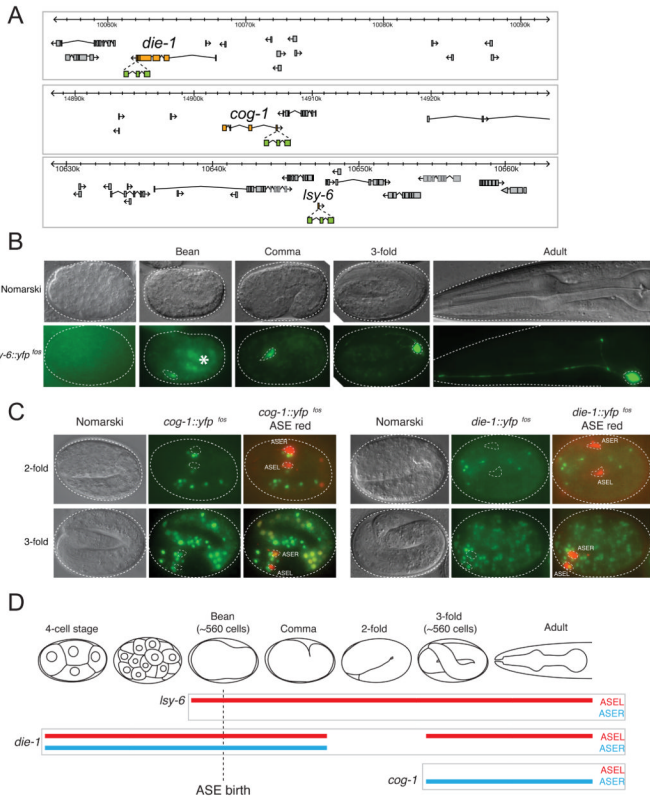 A
10060k 10070k 10080k 10090k
die-1
14890k 14900k 14910k 14920k
cog-1
10630k 10640k 10650k 10660k
lsy-6
B
Bean Comma 3-fold Adult
Nomarski
y-6::yfp fos
*
C
Nomarski cog-1::yfp fos cog-1::yfp fos ASE red Nomarski die-1::yfp fos die-1::yfp fos ASE red
2-fold
ASER
ASEL
ASER
ASEL
3-fold
ASER
ASEL
ASER
ASEL
D
4-cell stage Bean (~560 cells) Comma 2-fold 3-fold (~560 cells) Adult
lsy-6 ASEL
ASER
die-1 ASEL
ASER
cog-1 ASEL
ASER
ASE birth